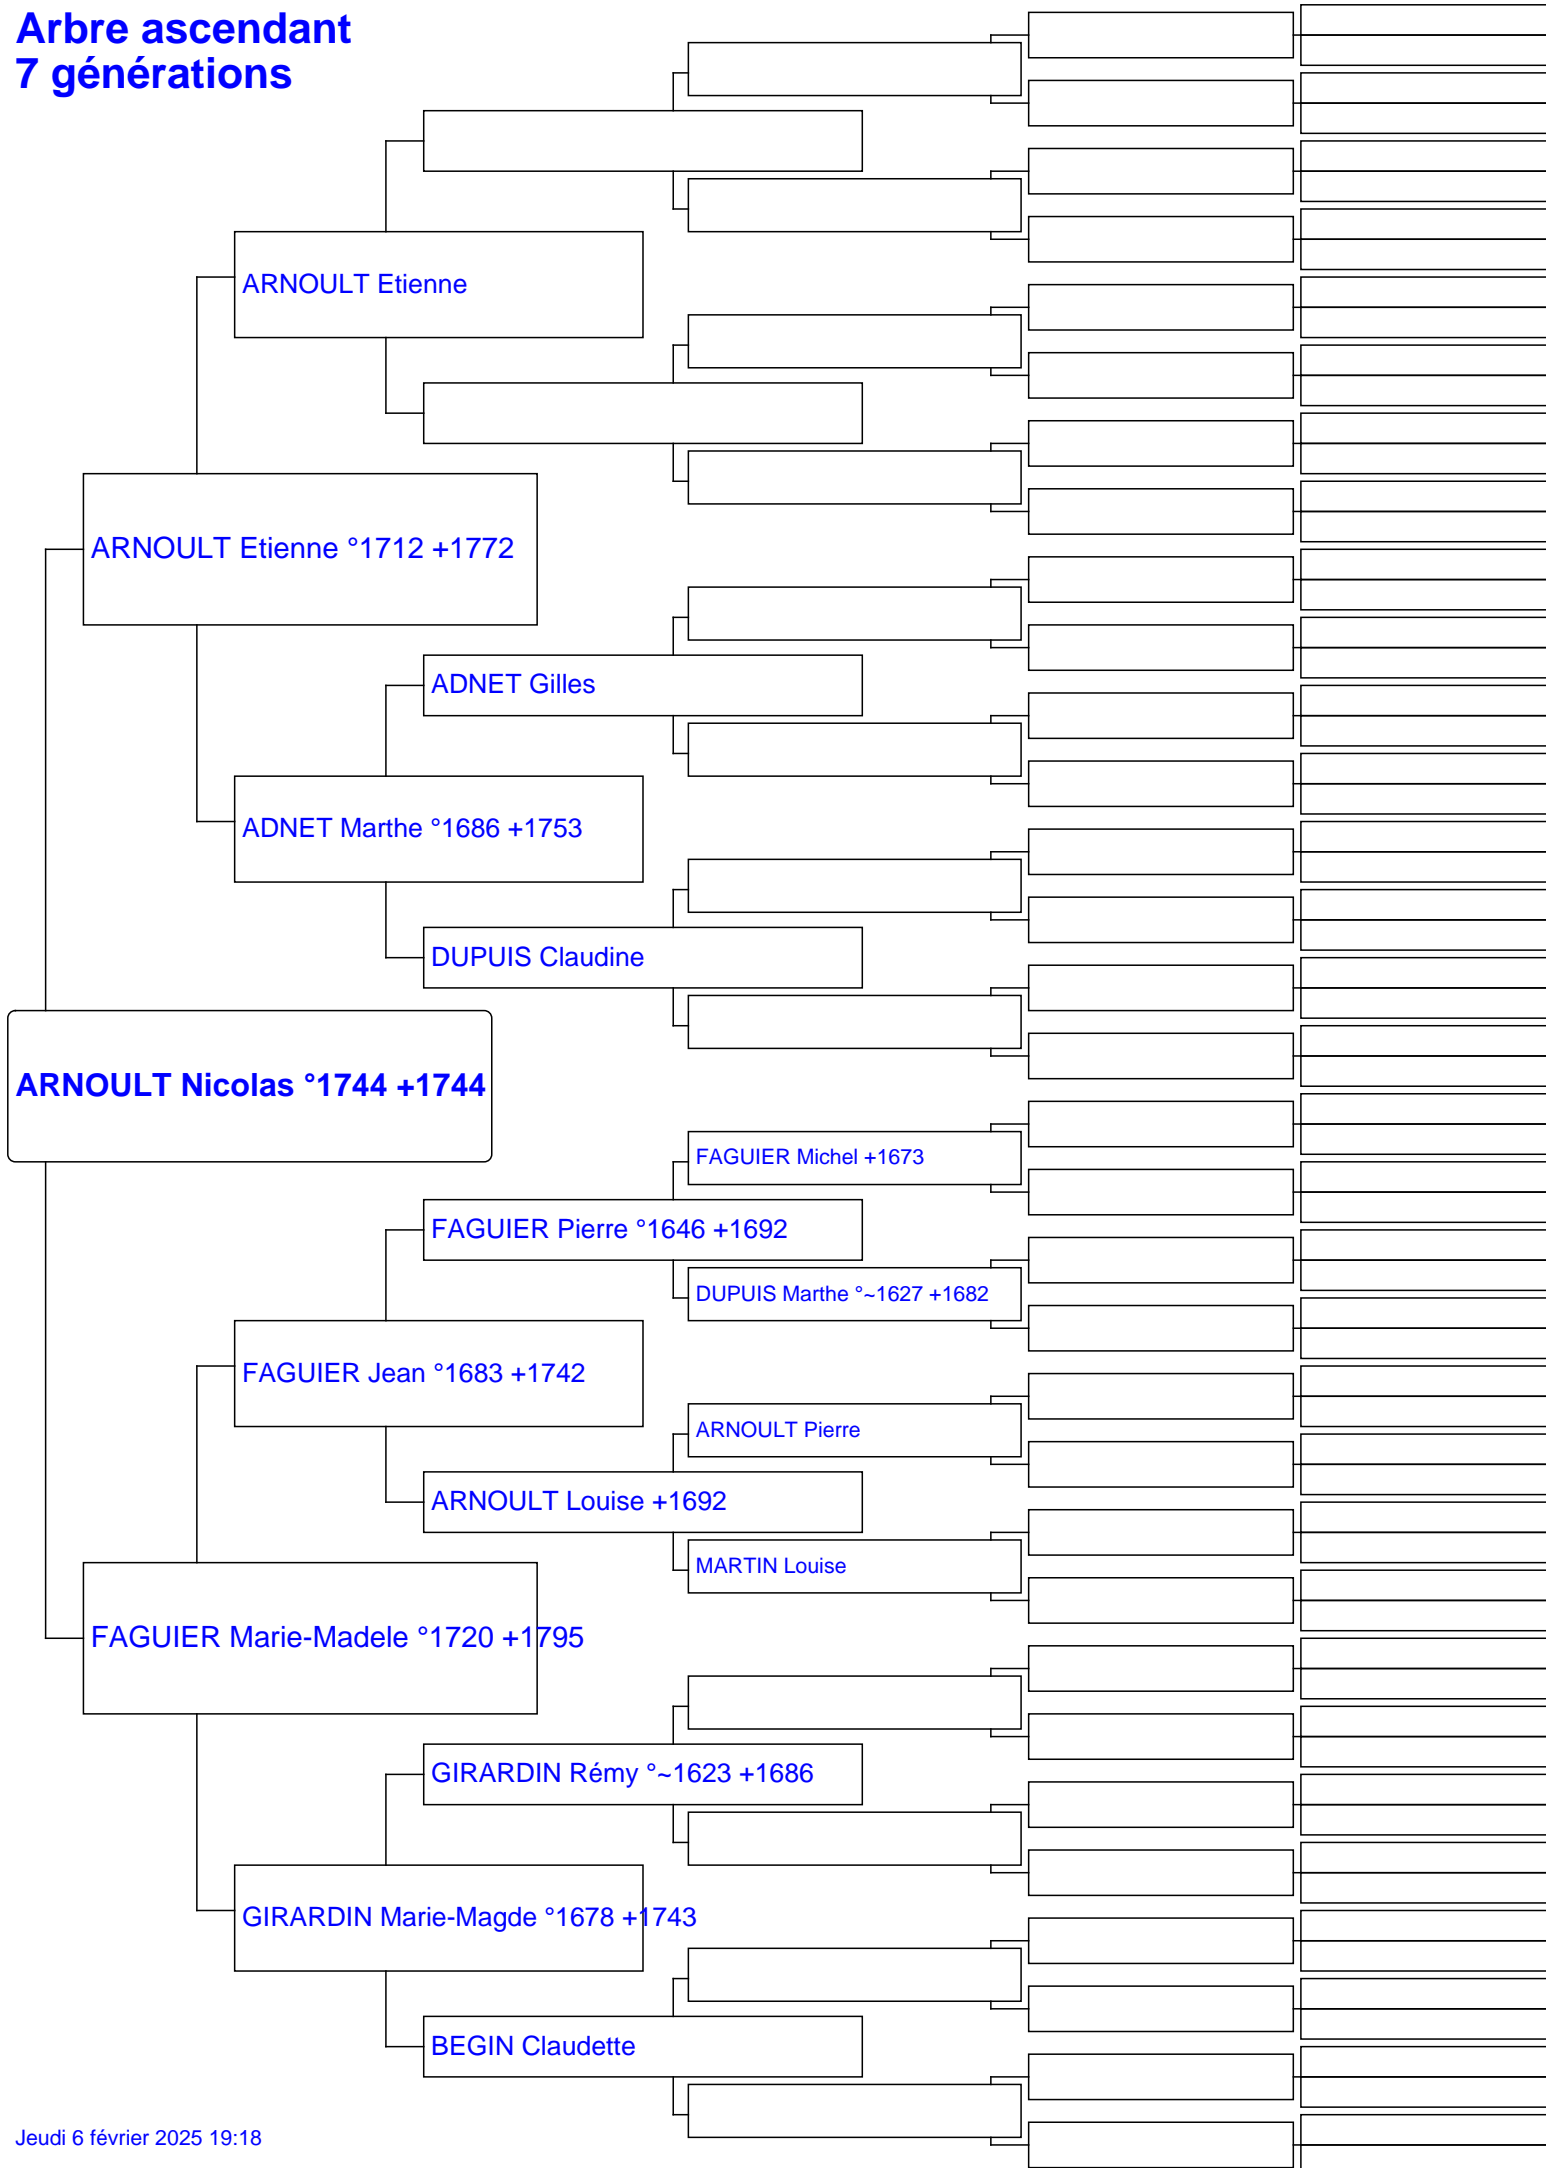 Arbre ascendant
7 générations
ARNOULT Etienne
ARNOULT Etienne °1712 +1772
ADNET Gilles
ADNET Marthe °1686 +1753
DUPUIS Claudine
ARNOULT Nicolas °1744 +1744
FAGUIER Michel +1673
FAGUIER Pierre °1646 +1692
DUPUIS Marthe °~1627 +1682
FAGUIER Jean °1683 +1742
ARNOULT Pierre
ARNOULT Louise +1692
MARTIN Louise
FAGUIER Marie-Madele °1720 +1795
GIRARDIN Rémy °~1623 +1686
GIRARDIN Marie-Magde °1678 +1743
BEGIN Claudette
Jeudi 6 février 2025 19:18